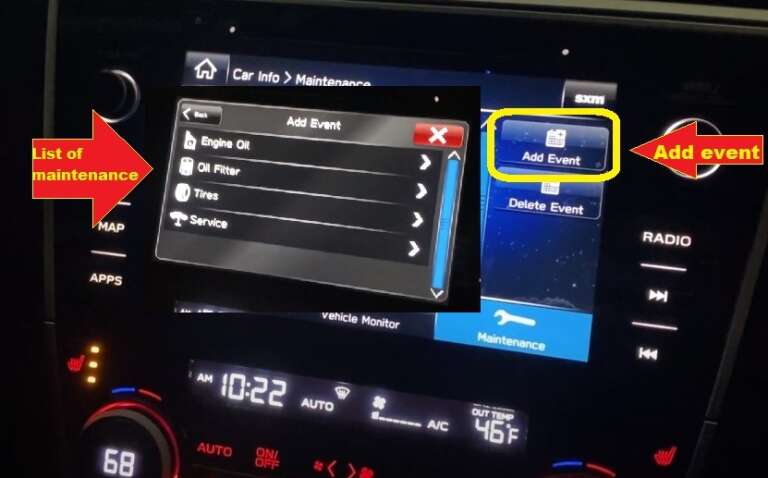 Car Info > Maintenance
sxm
Back
Add Event
Engine Oil
Oil Filter
Tires
Service
List of
maintenance
Add Event
Add event
Delete Event
MAP
APPS
RADIO
Vehicle Monitor
Maintenance
AM 10:22
AUTO
A/C
OUT TEMP
46°F
68
AUTO
ON/
OFF